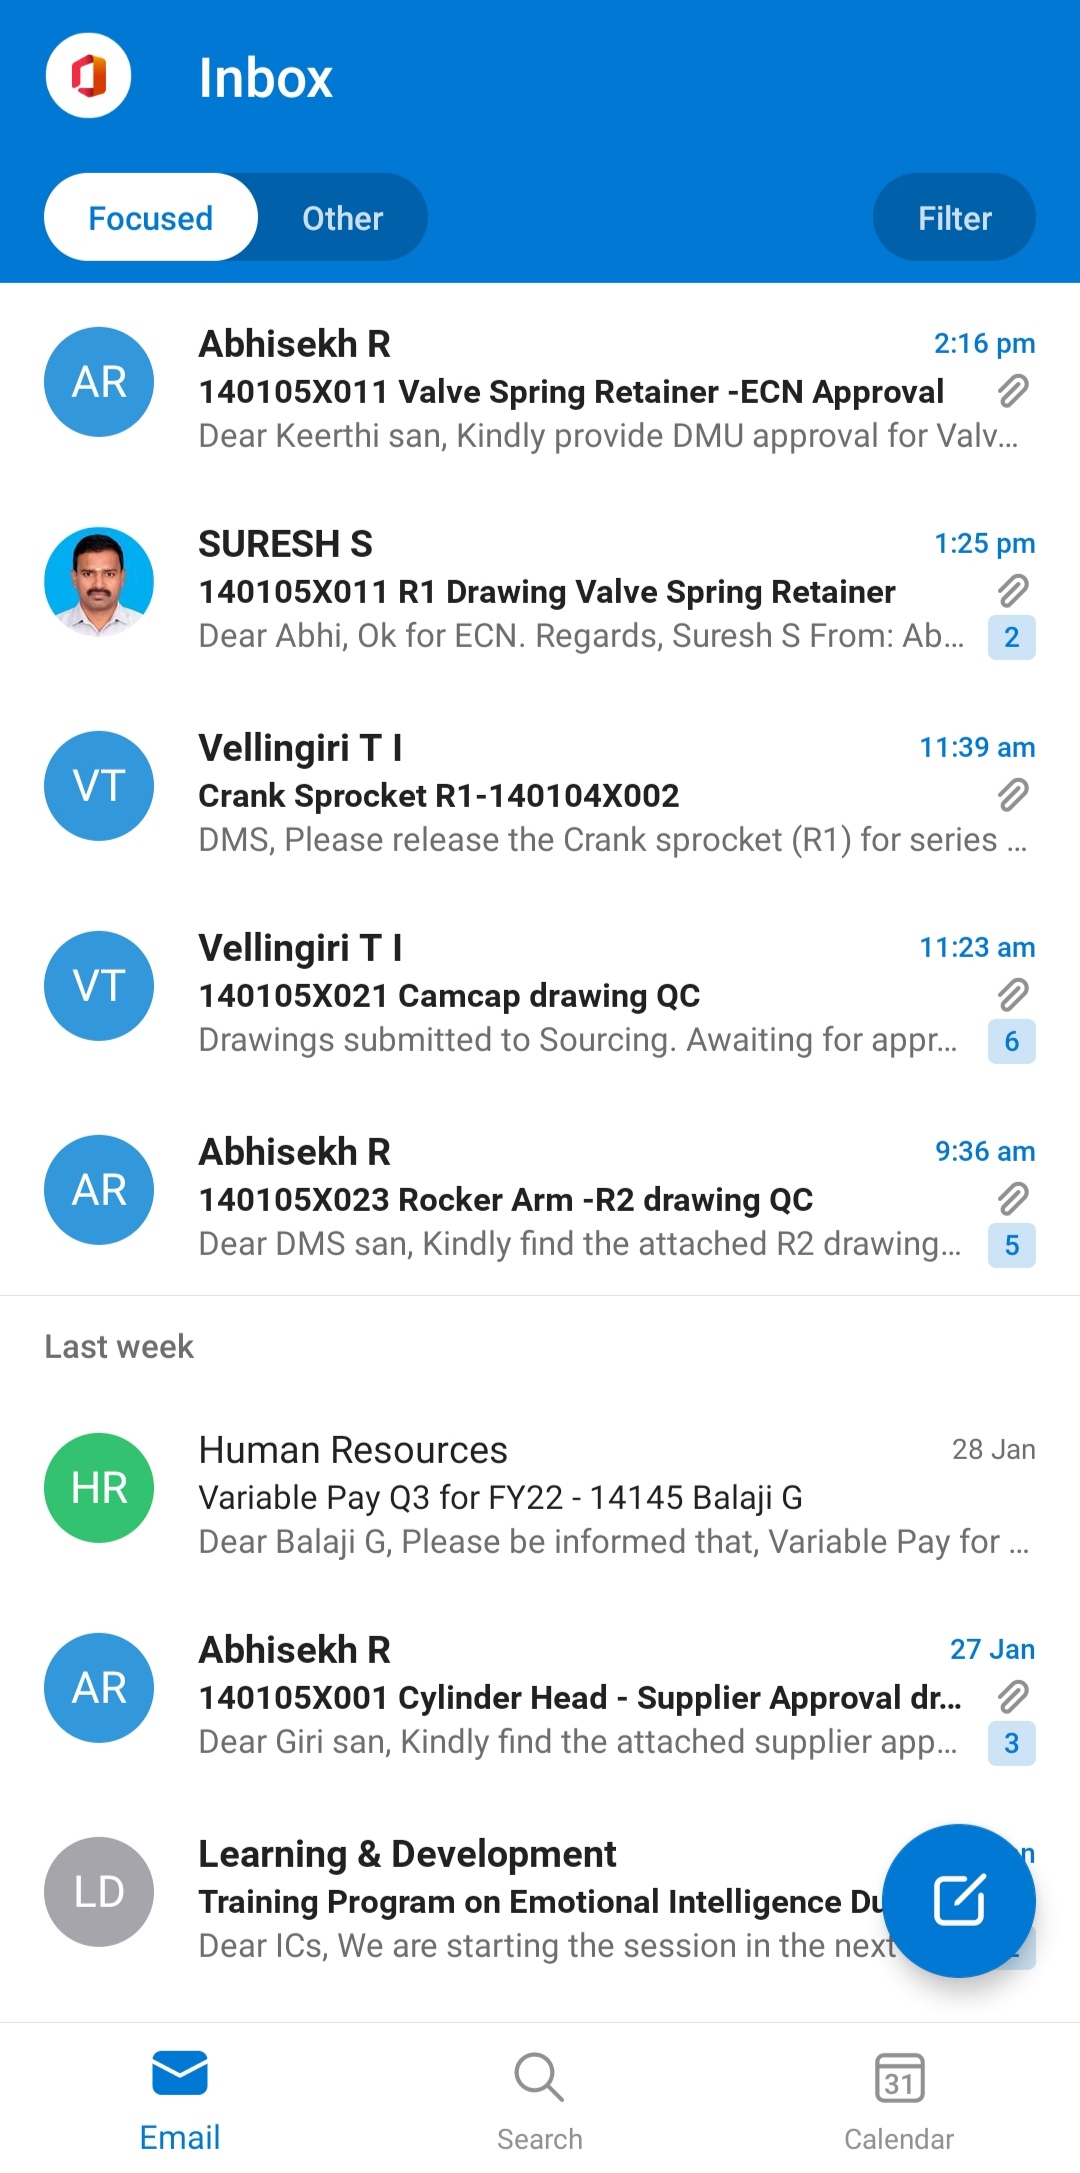 Inbox
Focused
Other
Filter
AR
Abhisekh R
2:16 pm
140105X011 Valve Spring Retainer -ECN Approval
Dear Keerthi san, Kindly provide DMU approval for Valv...
SURESH S
1:25 pm
140105X011 R1 Drawing Valve Spring Retainer
Dear Abhi, Ok for ECN. Regards, Suresh S From: Ab...
2
VT
Vellingiri T I
11:39 am
Crank Sprocket R1-140104X002
DMS, Please release the Crank sprocket (R1) for series ...
VT
Vellingiri T I
11:23 am
140105X021 Camcap drawing QC
Drawings submitted to Sourcing. Awaiting for appr...
6
AR
Abhisekh R
9:36 am
140105X023 Rocker Arm -R2 drawing QC
Dear DMS san, Kindly find the attached R2 drawing...
5
Last week
HR
Human Resources
28 Jan
Variable Pay Q3 for FY22 - 14145 Balaji G
Dear Balaji G, Please be informed that, Variable Pay for ...
AR
Abhisekh R
27 Jan
140105X001 Cylinder Head - Supplier Approval dr...
Dear Giri san, Kindly find the attached supplier app...
3
LD
Learning & Development
Training Program on Emotional Intelligence Du
Dear ICs, We are starting the session in the next
Email
Search
31
Calendar